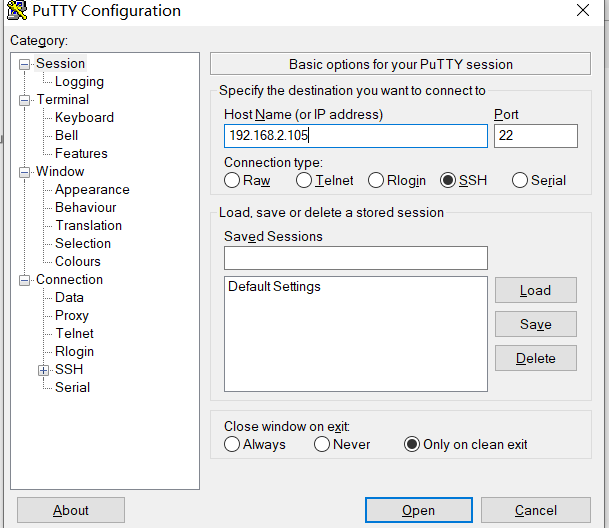 PuTTY Configuration
Category:
Session
Logging
Terminal
Keyboard
Bell
Features
Window
Appearance
Behaviour
Translation
Selection
Colours
Connection
Data
Proxy
Telnet
Rlogin
SSH
Serial
Basic options for your PuTTY session
Specify the destination you want to connect to
Host Name (or IP address) Port
192.168.2.105 22
Connection type:
Raw Telnet Rlogin SSH Serial
Load, save or delete a stored session
Saved Sessions
Default Settings
Load
Save
Delete
Close window on exit:
Always Never Only on clean exit
About Open Cancel